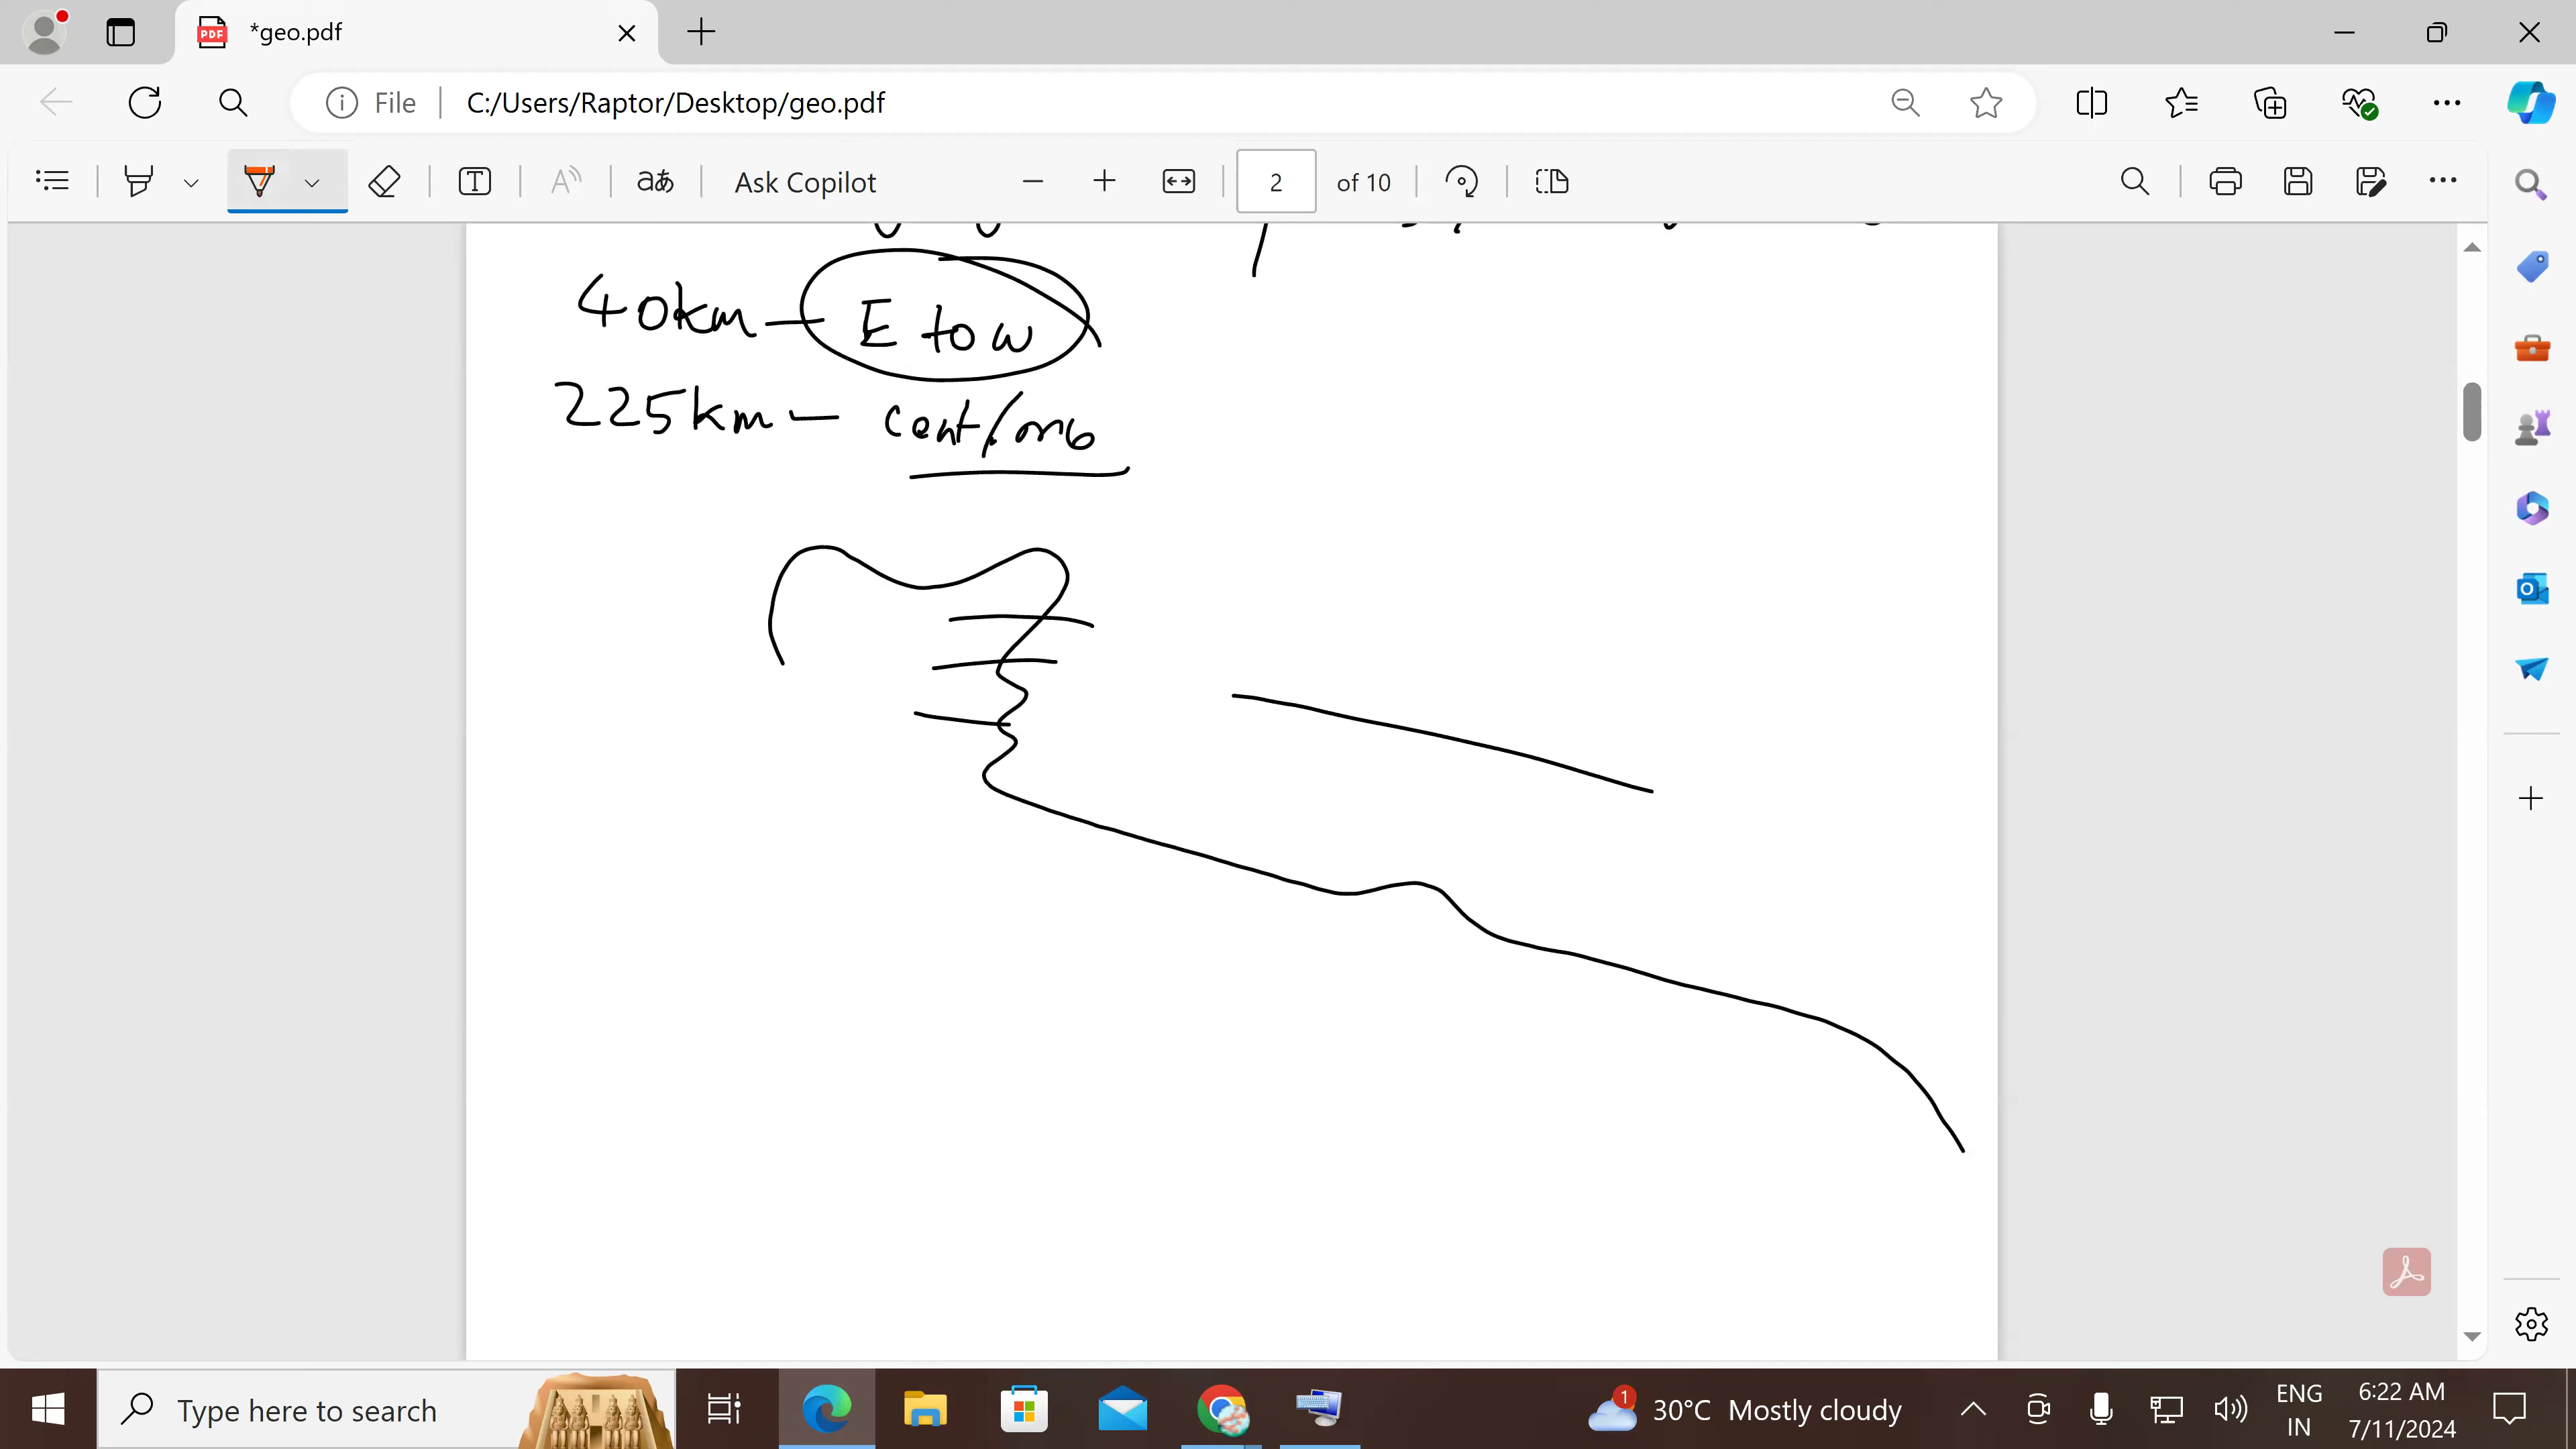 *geo.pdf
File
C:/Users/Raptor/Desktop/geo.pdf
Ask Copilot
2 of 10
40km — E to w
225km — cent/
Type here to search
1
30°C Mostly cloudy
ENG
IN
6:22 AM
7/11/2024